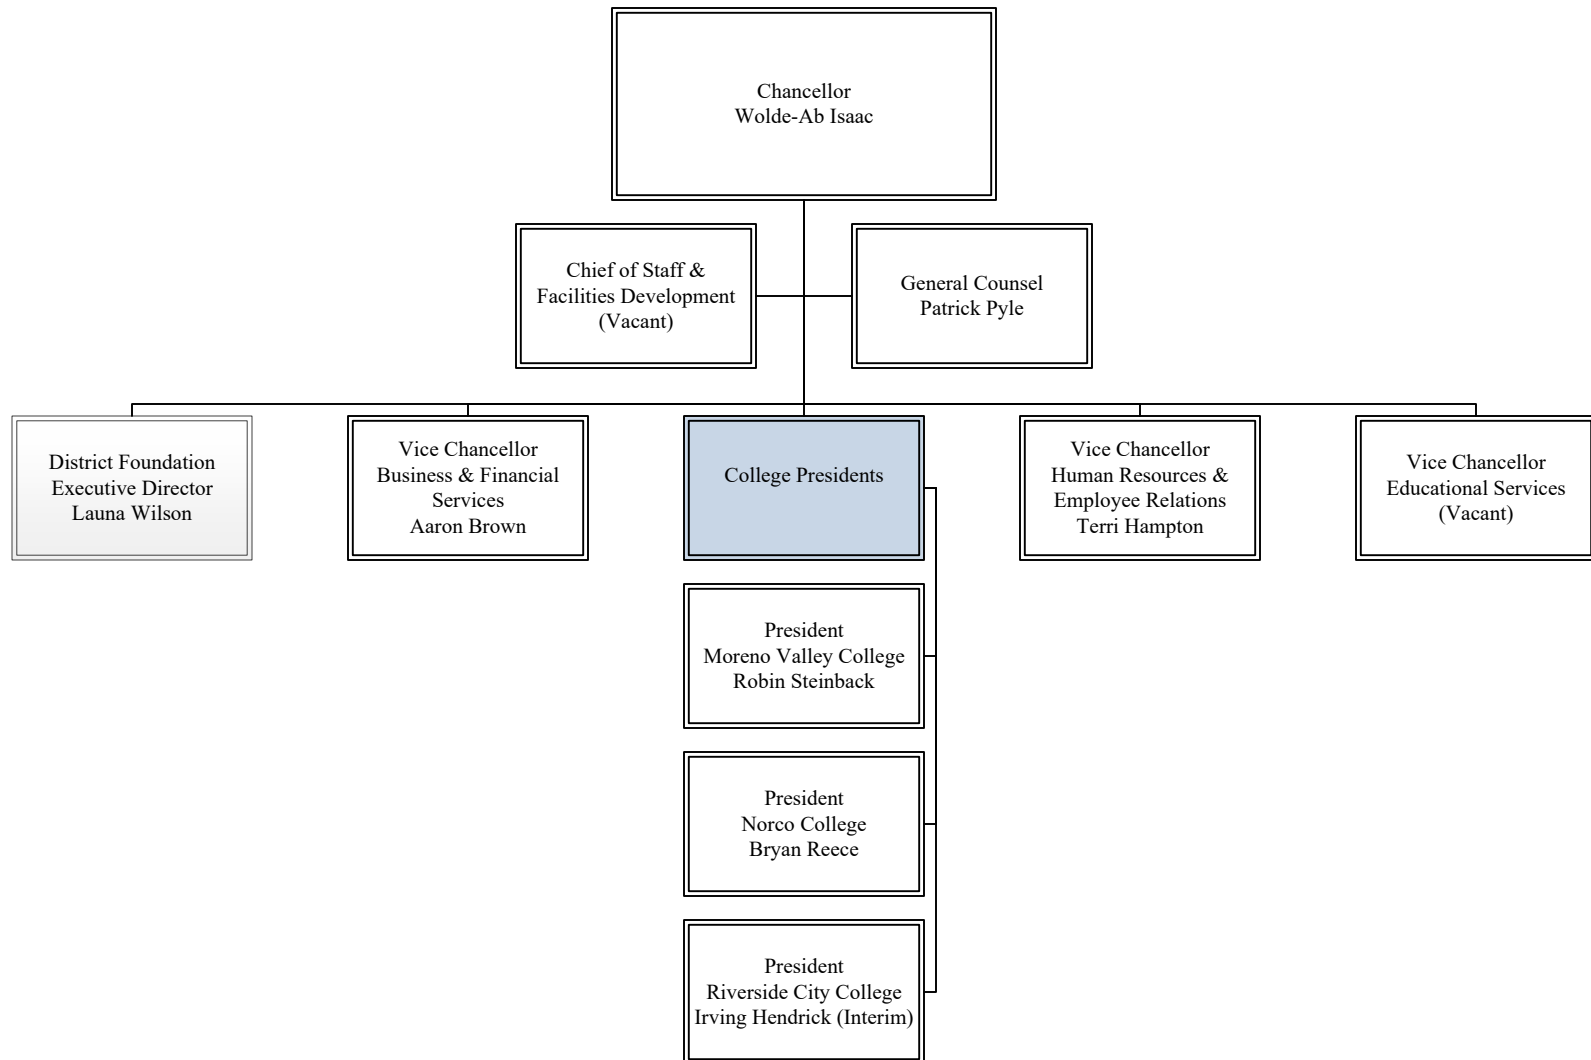 Chancellor
Wolde-Ab Isaac
Chief of Staff &
Facilities Development
(Vacant)
General Counsel
Patrick Pyle
District Foundation
Executive Director
Launa Wilson
Vice Chancellor
Business & Financial
Services
Aaron Brown
College Presidents
Vice Chancellor
Human Resources &
Employee Relations
Terri Hampton
Vice Chancellor
Educational Services
(Vacant)
President
Moreno Valley College
Robin Steinback
President
Norco College
Bryan Reece
President
Riverside City College
Irving Hendrick (Interim)